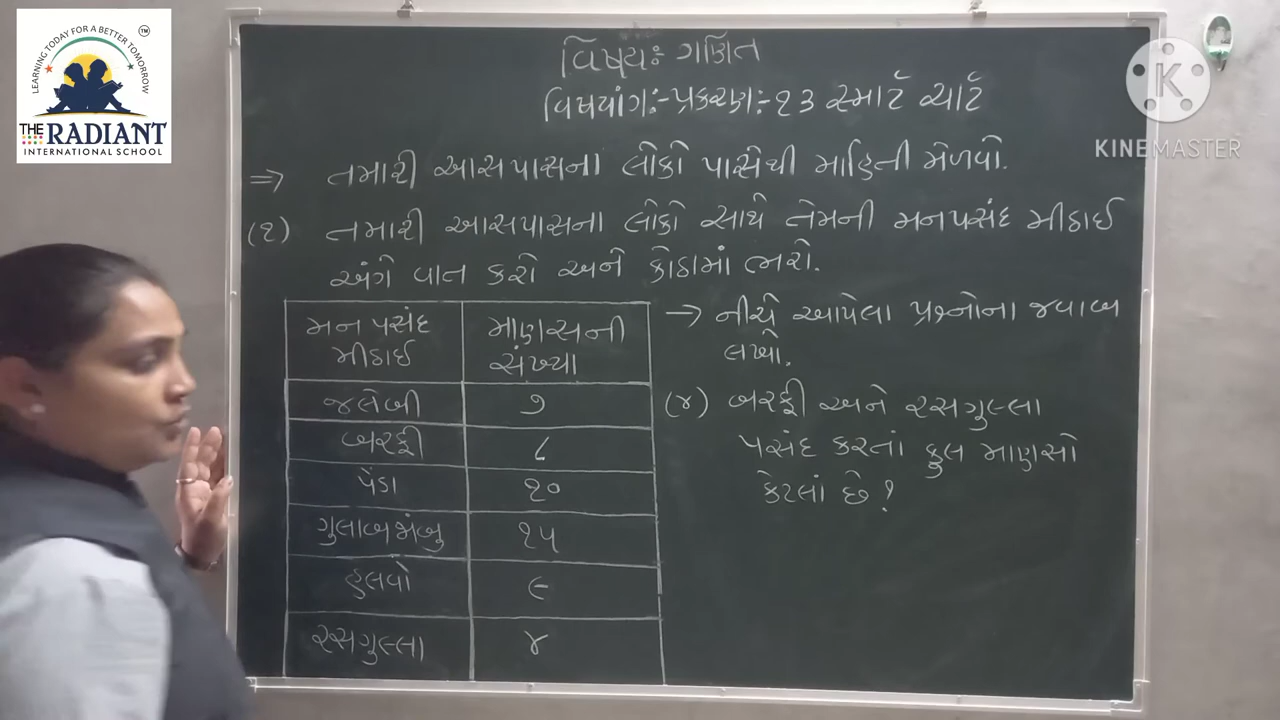 LEARNING TODAY FOR A BETTER TOMORROW
TM
THE RADIANT
INTERNATIONAL SCHOOL
K
KINEMASTER
વિષયઃ ગણિત
વિષયાંગ:- પ્રકરણ:- ૧૩ સ્માર્ટ ચાર્ટ
⇒ તમારી આસપાસના લોકો પાસેથી માહિતી મેળવો.
(૧) તમારી આસપાસના લોકો સાથે તેમની મનપસંદ મીઠાઈ
અંગે વાત કરો અને કોઠામાં ભરો.
મનપસંદ મીઠાઈ માણસની સંખ્યા
જલેબી ૭
બરફી ૮
પેંડા ૧૦
ગુલાબજાંબુ ૧૫
હલવો ૯
રસગુલ્લા ૪
→ નીચે આપેલા પ્રશ્નોના જવાબ
લખો.
(૪) બરફી અને રસગુલ્લા
પસંદ કરતાં કુલ માણસો
કેટલાં છે?